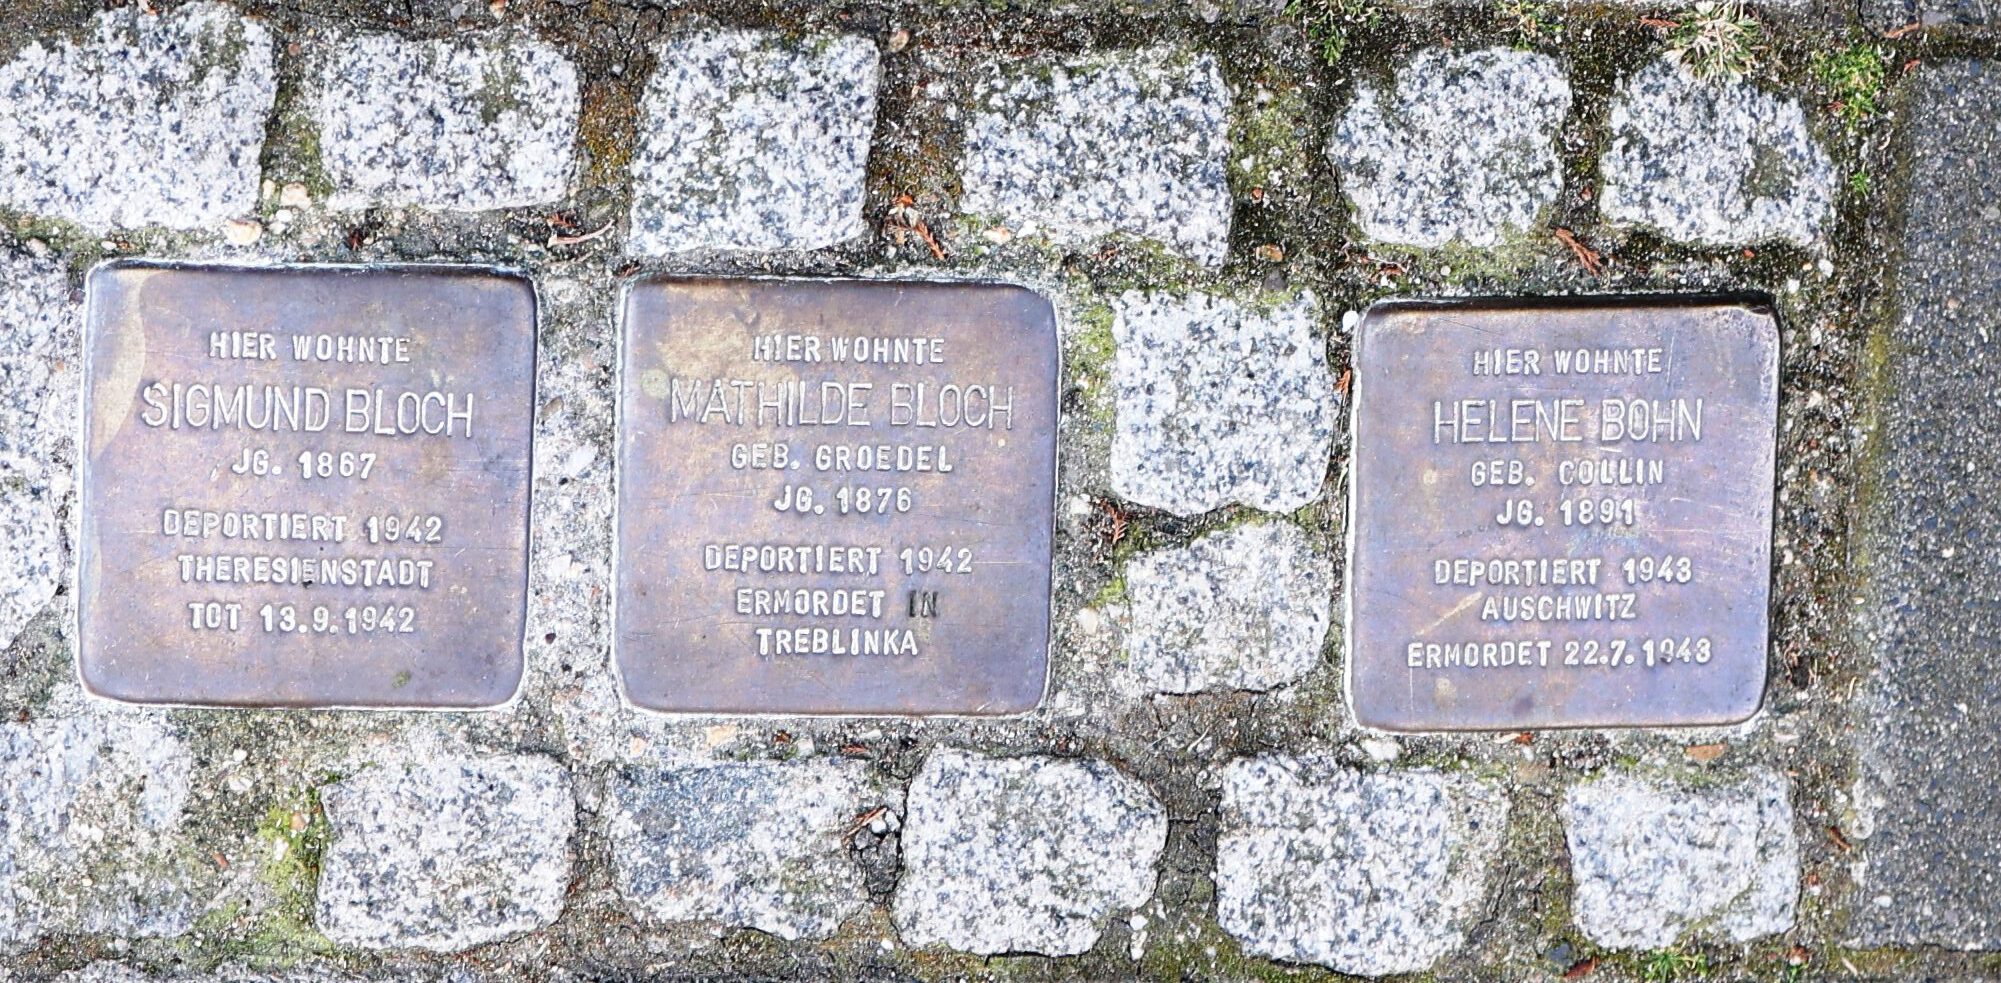 HIER WOHNTE
SIGMUND BLOCH
JG. 1867
DEPORTIERT 1942
THERESIENSTADT
TOT 13.9.1942
HIER WOHNTE
MATHILDE BLOCH
GEB. GROEDEL
JG. 1876
DEPORTIERT 1942
ERMORDET IN
TREBLINKA
HIER WOHNTE
HELENE BOHN
GEB. COLLIN
JG. 1891
DEPORTIERT 1943
AUSCHWITZ
ERMORDET 22.7.1943